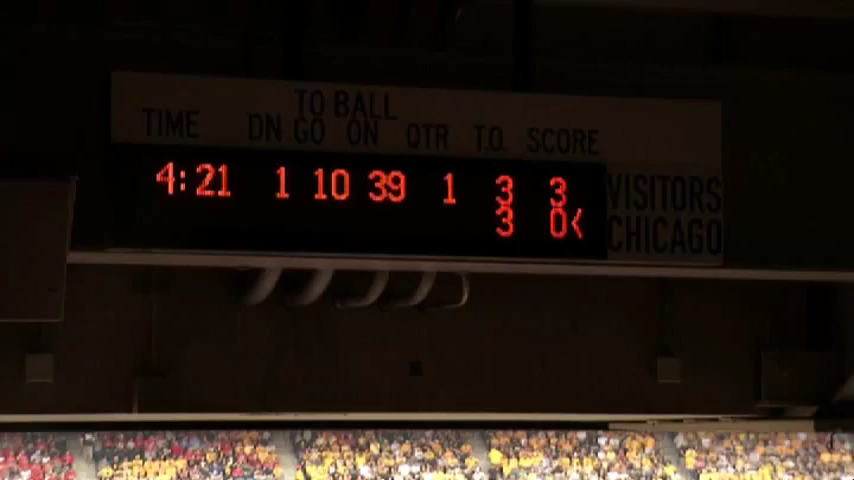 TO BALL
TIME DN GO ON QTR T.O. SCORE
4:21 1 10 39 1 3 3 VISITORS
3 0< CHICAGO